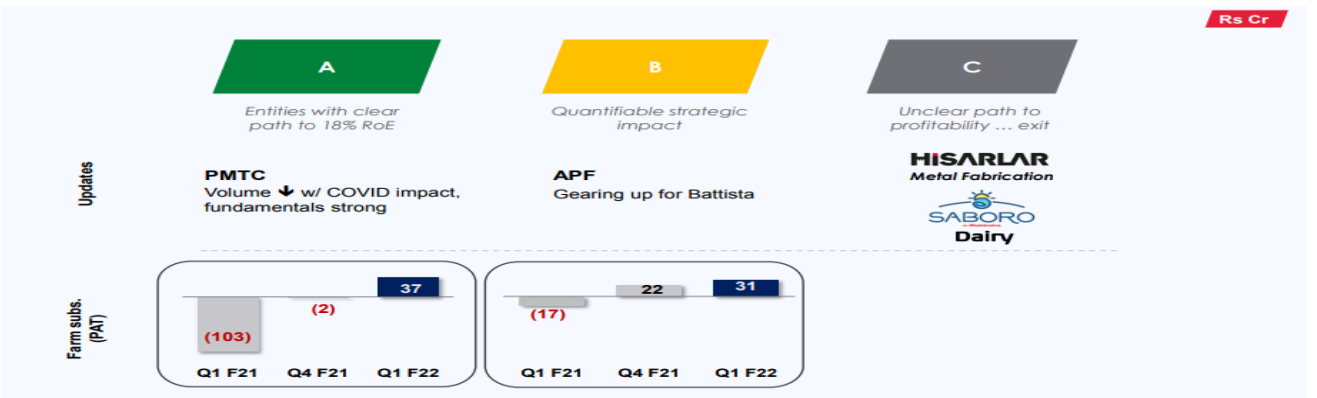 Rs Cr
A
B
C
Entities with clear
path to 18% RoE
Quantifiable strategic
impact
Unclear path to
profitability ... exit
Updates
PMTC
Volume 🡻 w/ COVID impact,
fundamentals strong
APF
Gearing up for Battista
HISARLAR
Metal Fabrication
SABORO
Dairy
Farm subs.
(PAT)
(103)
(2)
37
Q1 F21 Q4 F21 Q1 F22
(17)
22
31
Q1 F21 Q4 F21 Q1 F22